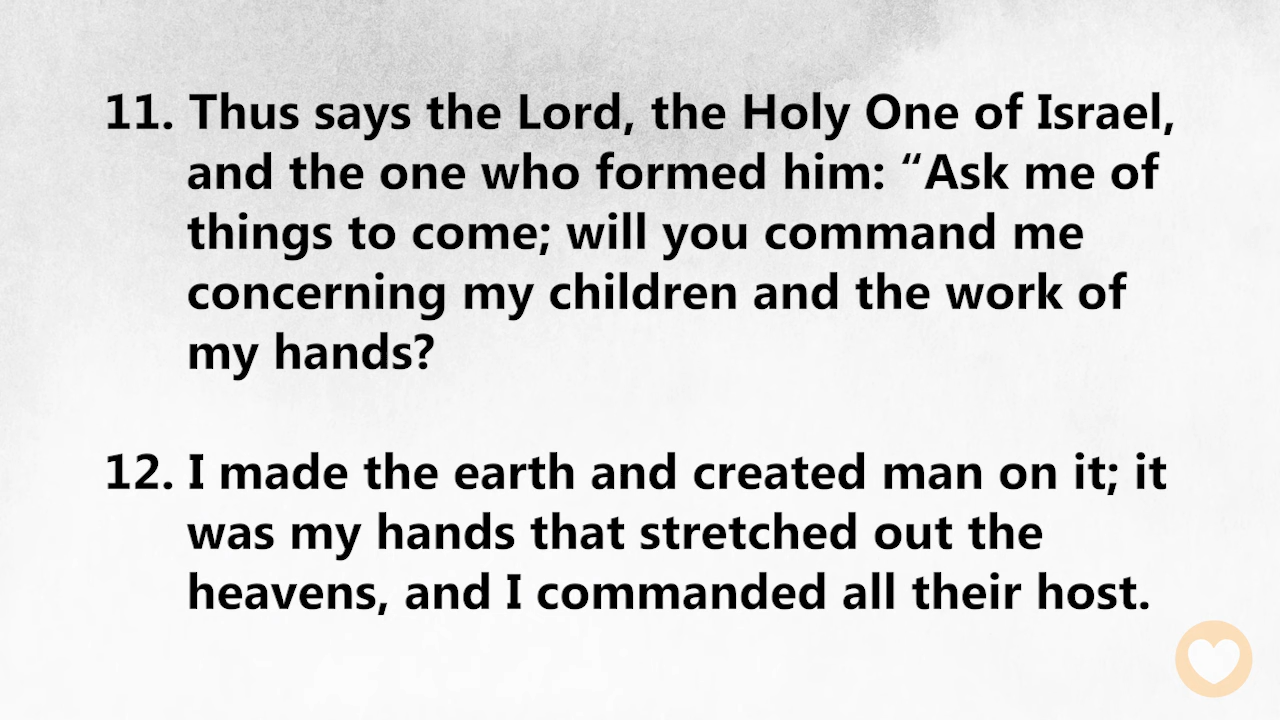 11. Thus says the Lord, the Holy One of Israel,
and the one who formed him: “Ask me of
things to come; will you command me
concerning my children and the work of
my hands?
12. I made the earth and created man on it; it
was my hands that stretched out the
heavens, and I commanded all their host.